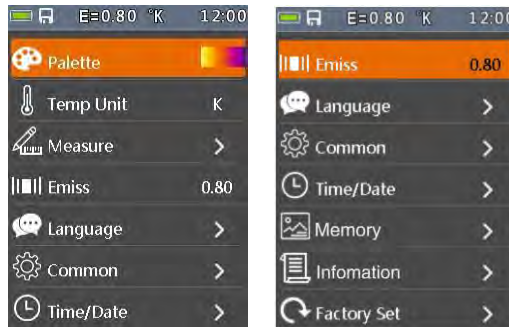 E=0.80 °K 12:00
Palette
Temp Unit K
Measure >
Emiss 0.80
Language >
Common >
Time/Date >
E=0.80 °K 12:00
Emiss 0.80
Language >
Common >
Time/Date >
Memory >
Infomation >
Factory Set >